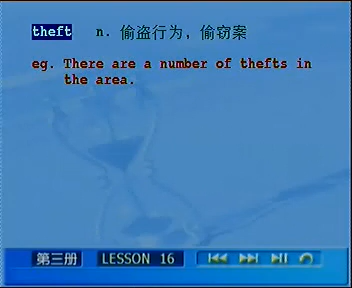 theft n. 偷盗行为，偷窃案
eg. There are a number of thefts in
the area.
第三册 LESSON 16